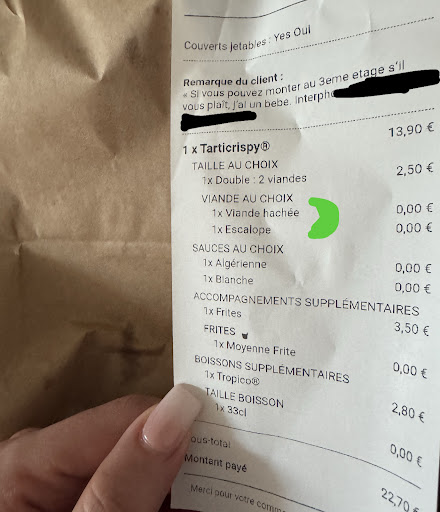 Couverts jetables : Yes Oui
Remarque du client :
« Si vous pouvez monter au 3eme etage s'il
vous plaît, j'ai un bebe. Interpho
13,90 €
1 x Tarticrispy®
TAILLE AU CHOIX
1x Double : 2 viandes 2,50 €
VIANDE AU CHOIX
1x Viande hachée 0,00 €
1x Escalope 0,00 €
SAUCES AU CHOIX
1x Algérienne 0,00 €
1x Blanche 0,00 €
ACCOMPAGNEMENTS SUPPLÉMENTAIRES
1x Frites 3,50 €
FRITES
1x Moyenne Frite 0,00 €
BOISSONS SUPPLÉMENTAIRES
1x Tropico® 2,80 €
TAILLE BOISSON
1x 33cl 0,00 €
ous-total 22,70
Montant payé
Merci pour votre comm